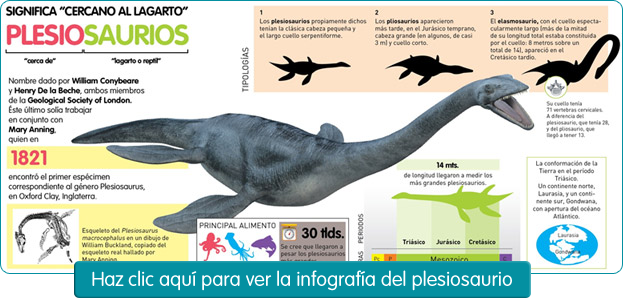 SIGNIFICA "CERCANO AL LAGARTO"
PLESIOSAURIOS
"cerca de" "lagarto o reptil"
Nombre dado por William Conybeare
y Henry De la Beche, ambos miembros
de la Geological Society of London.
Éste último solía trabajar
en conjunto con
Mary Anning,
quien en
1821
encontró el primer espécimen
correspondiente al género Plesiosaurus,
en Oxford Clay, Inglaterra.
Esqueleto del Plesiosaurus
macrocephalus en un dibujo de
William Buckland, copiado del
esqueleto real hallado por
Mary Anning.
TIPOLOGÍAS
1
Los plesiosaurios propiamente dichos
tenían la clásica cabeza pequeña y
el largo cuello serpentiforme.
2
Los pliosaurios aparecieron
más tarde, en el Jurásico temprano,
cabeza grande (en algunos, de casi
3 m) y cuello corto.
3
El elasmosaurio, con el cuello especta-
cularmente largo (más de la mitad
de su longitud total estaba constituida
por el cuello: 8 metros sobre un
total de 14), apareció en el
Cretásico tardío.
Su cuello tenía
71 vertebras cervicales.
A diferencia del
plesiosaurio, que tenía 28,
y del pliosaurio, que
llegó a tener 13.
PRINCIPAL ALIMENTO
30 tlds.
Se cree que llegaron a
pesar los plesiosaurios
14 mts.
de longitud llegaron a medir los
más grandes plesiosaurios.
PERIODOS
Triásico Jurásico Cretácico
ERAS
Pc P Mesozoico
La conformación de la
Tierra en el período
Triásico.
Un continente norte,
Laurasia, y un conti-
nente sur, Gondwana,
con apertura del océano
Atlántico.
Laurasia
Gondwana
Haz clic aquí para ver la infografía del plesiosaurio